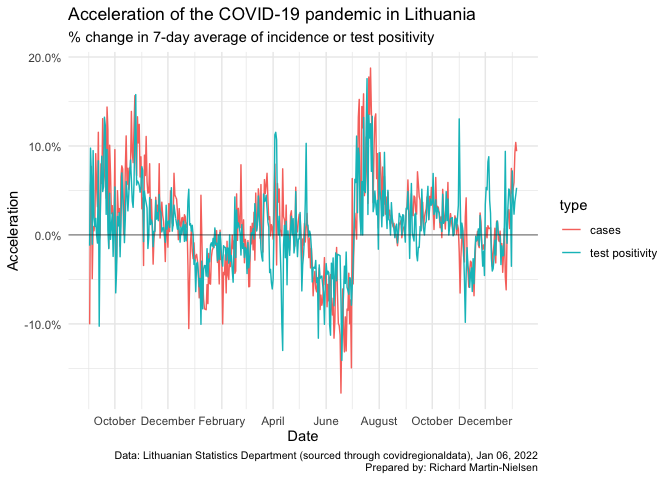 Acceleration of the COVID-19 pandemic in Lithuania
% change in 7-day average of incidence or test positivity
20.0%
10.0%
0.0%
-10.0%
Acceleration
October December February April June August October December
Date
type
cases
test positivity
Data: Lithuanian Statistics Department (sourced through covidregionaldata), Jan 06, 2022
Prepared by: Richard Martin-Nielsen